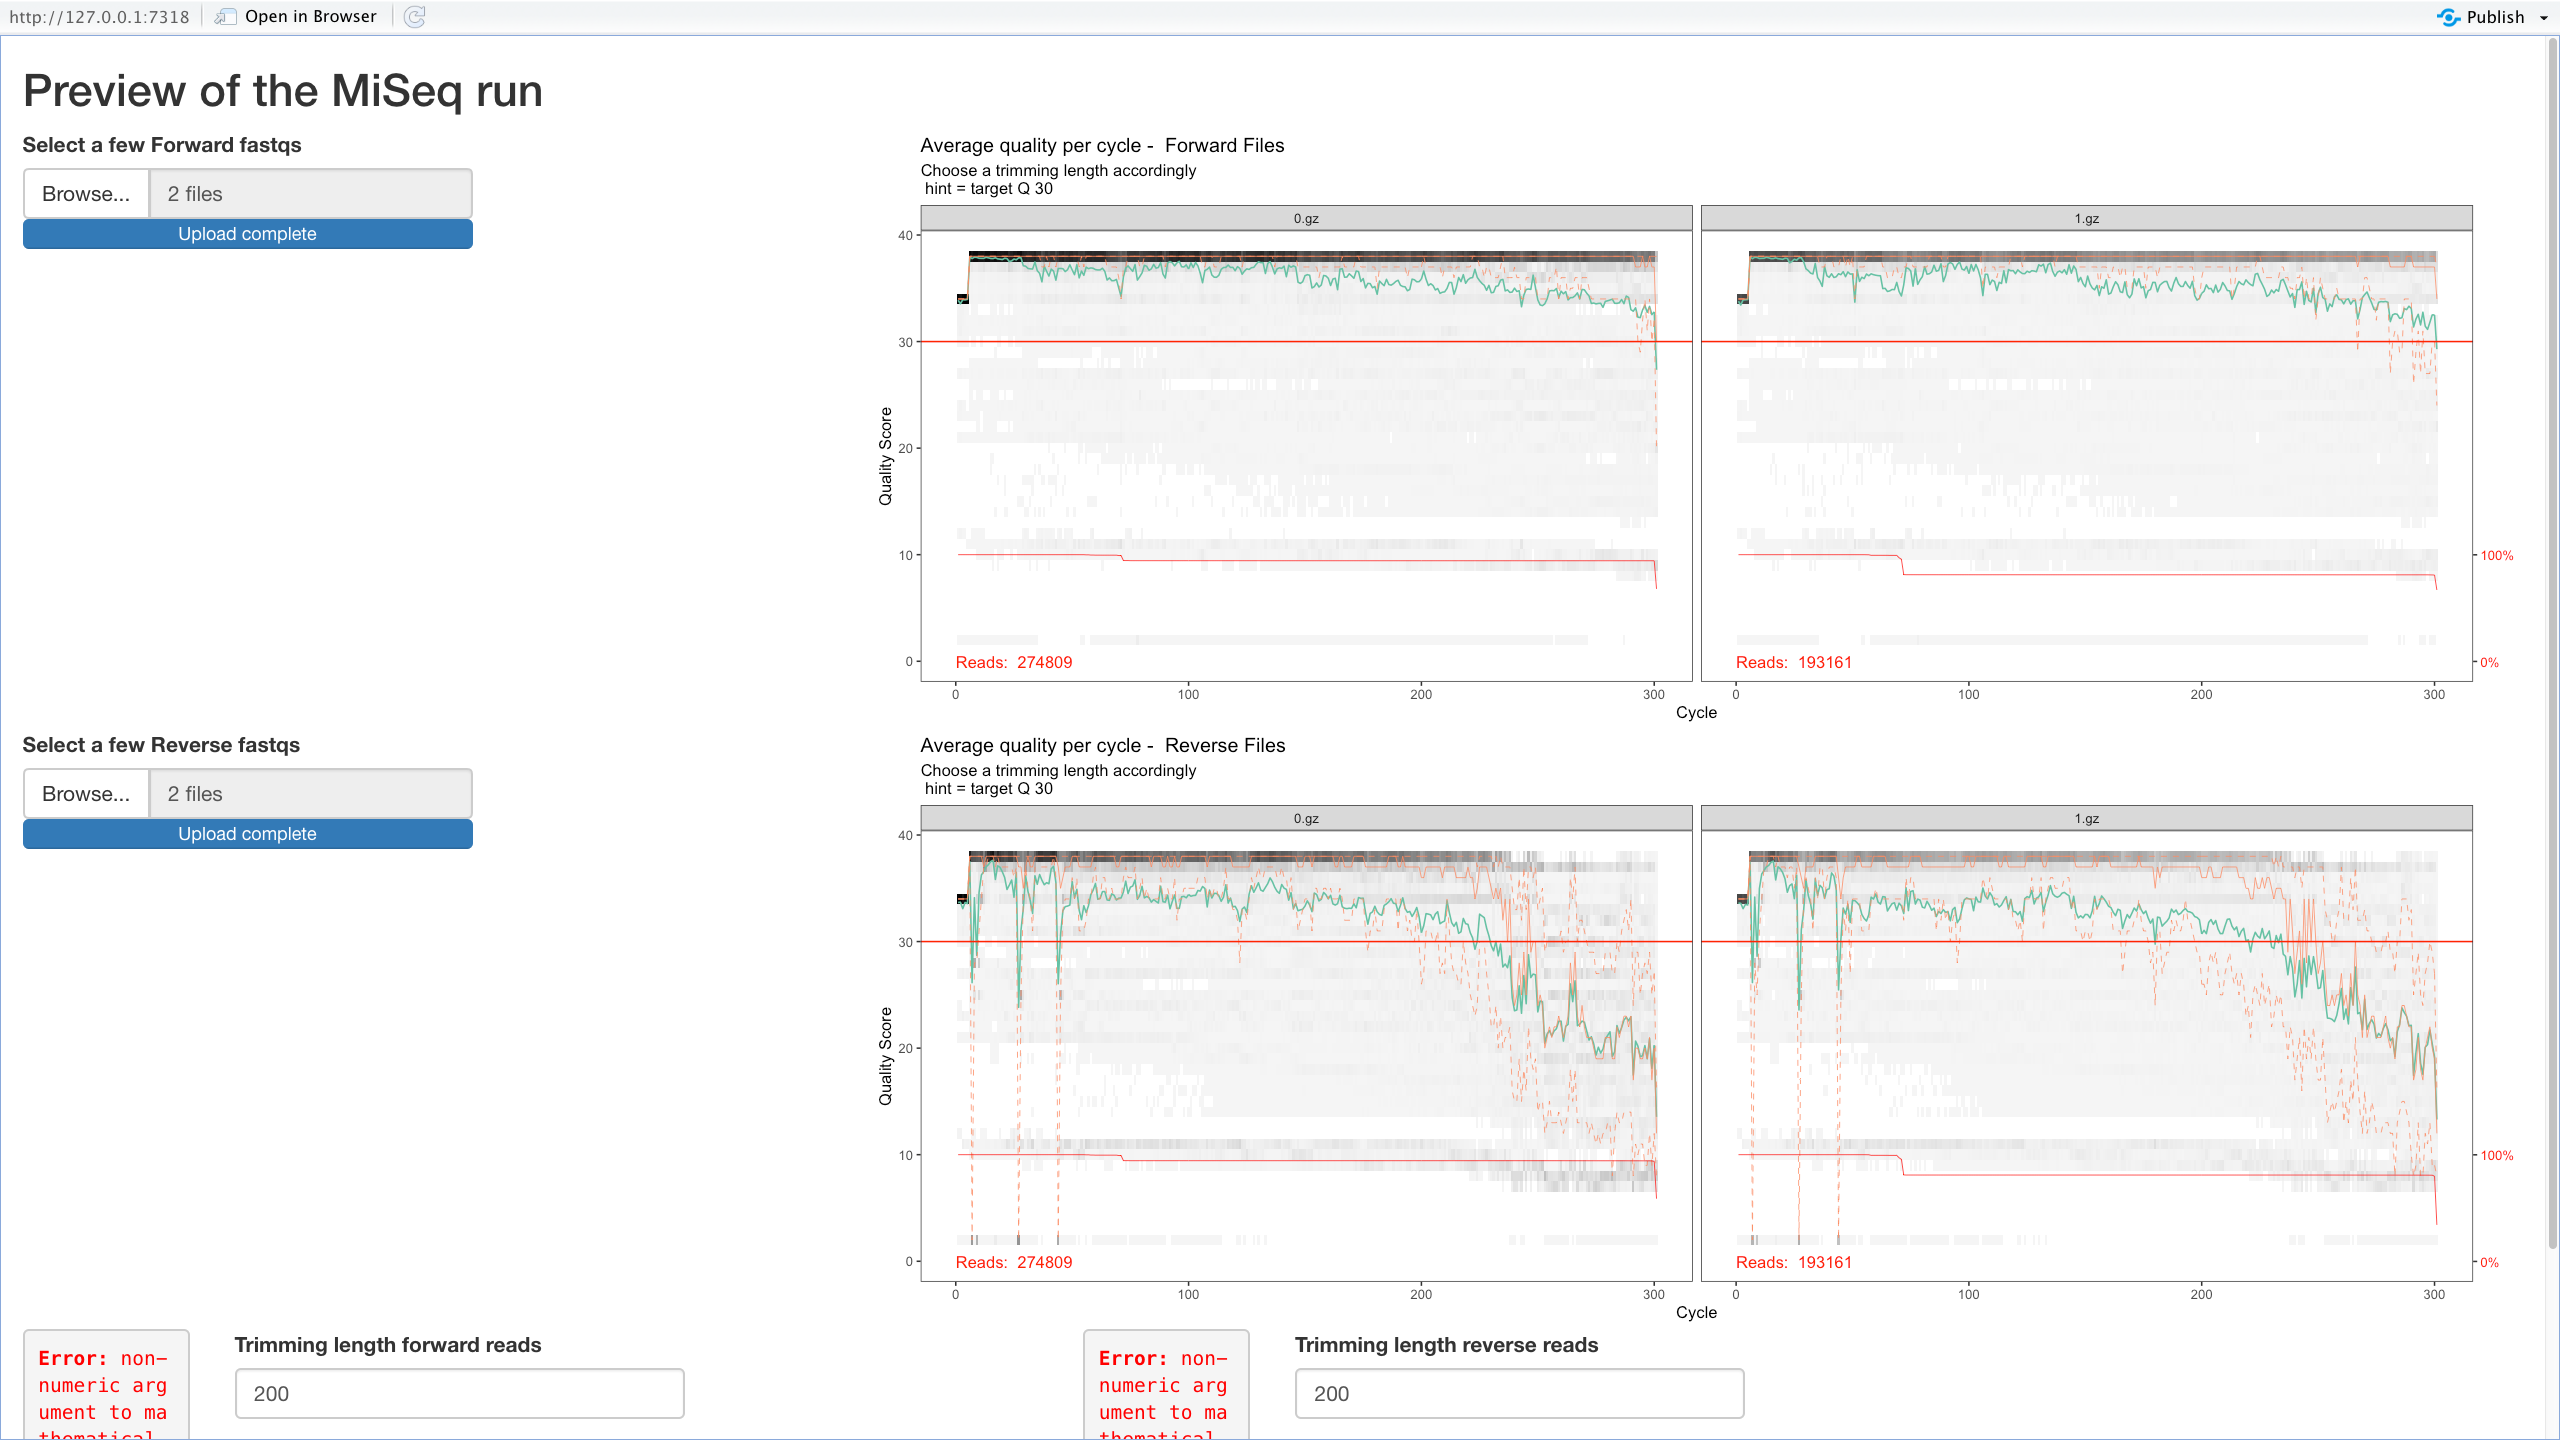 http://127.0.0.1:7318 Open in Browser Publish
Preview of the MiSeq run
Select a few Forward fastqs
Browse... 2 files
Upload complete
Average quality per cycle - Forward Files
Choose a trimming length accordingly
hint = target Q 30
0.gz 1.gz
40
30
20
10
0
Quality Score
100%
0%
Reads: 274809 Reads: 193161
0 100 200 300 0 100 200 300
Cycle
Select a few Reverse fastqs
Browse... 2 files
Upload complete
Average quality per cycle - Reverse Files
Choose a trimming length accordingly
hint = target Q 30
0.gz 1.gz
40
30
20
10
0
Quality Score
100%
0%
Reads: 274809 Reads: 193161
0 100 200 300 0 100 200 300
Cycle
Error: non-
numeric arg
ument to ma
thematical
Trimming length forward reads
200
Error: non-
numeric arg
ument to ma
thematical
Trimming length reverse reads
200